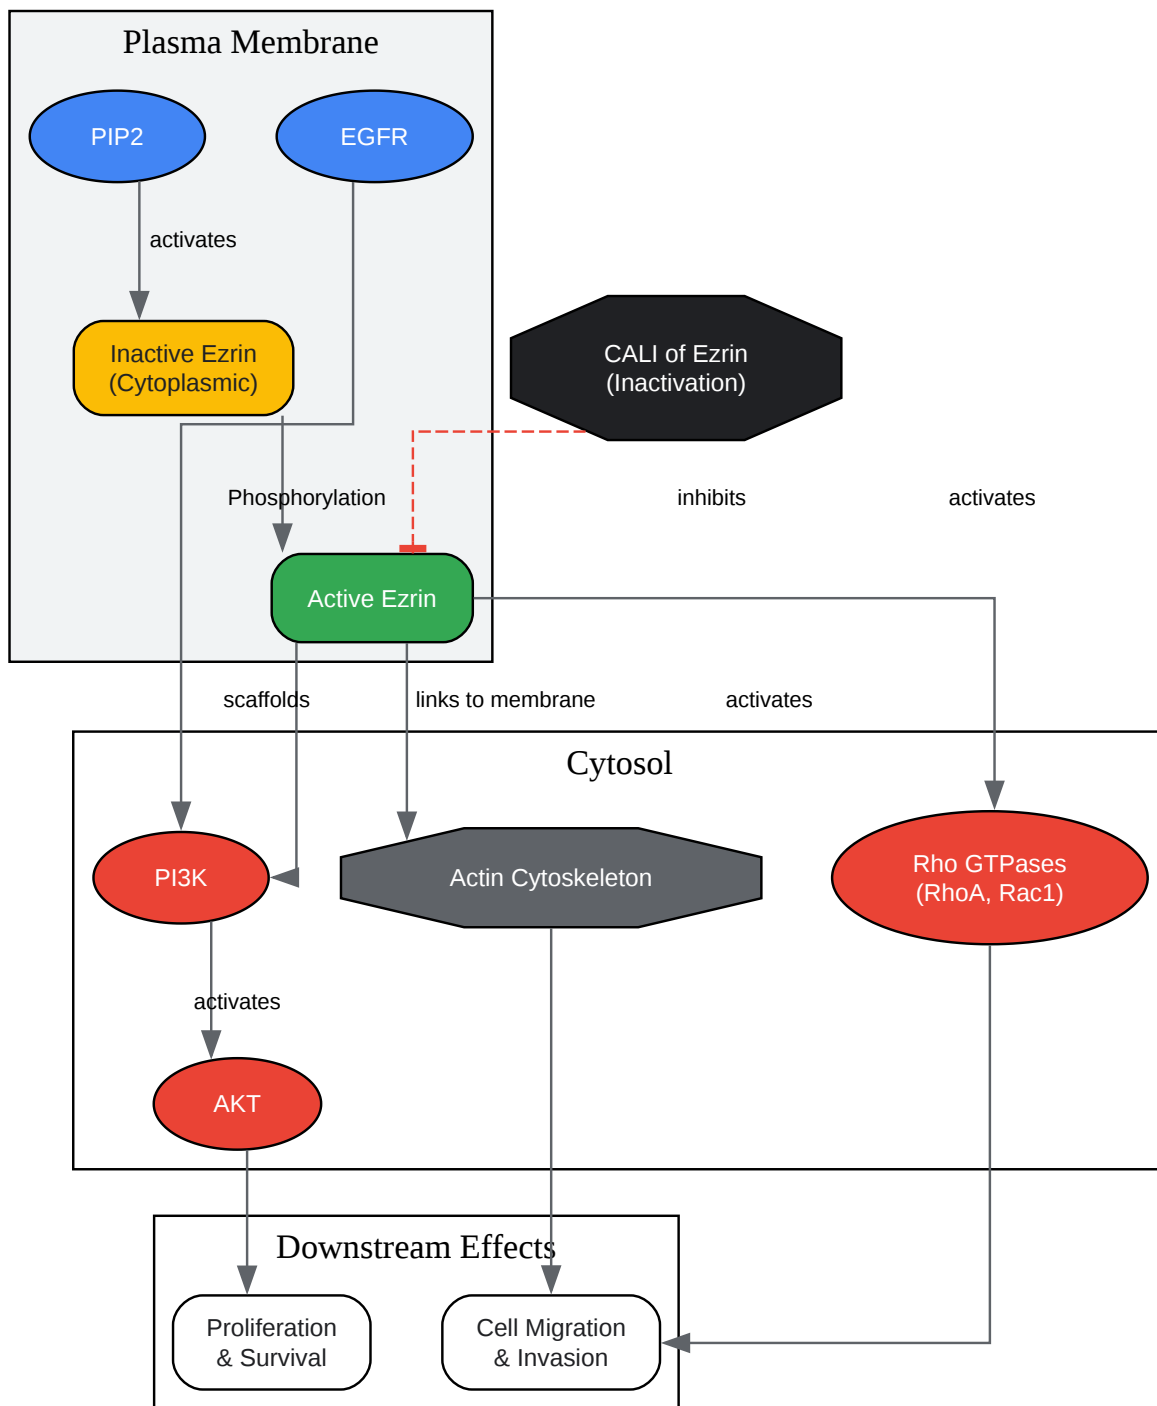 Plasma Membrane
PIP2
EGFR
activates
Inactive Ezrin
(Cytoplasmic)
CALI of Ezrin
(Inactivation)
Phosphorylation
inhibits
activates
Active Ezrin
scaffolds
links to membrane
activates
Cytosol
PI3K
Actin Cytoskeleton
Rho GTPases
(RhoA, Rac1)
activates
AKT
Downstream Effects
Proliferation
& Survival
Cell Migration
& Invasion